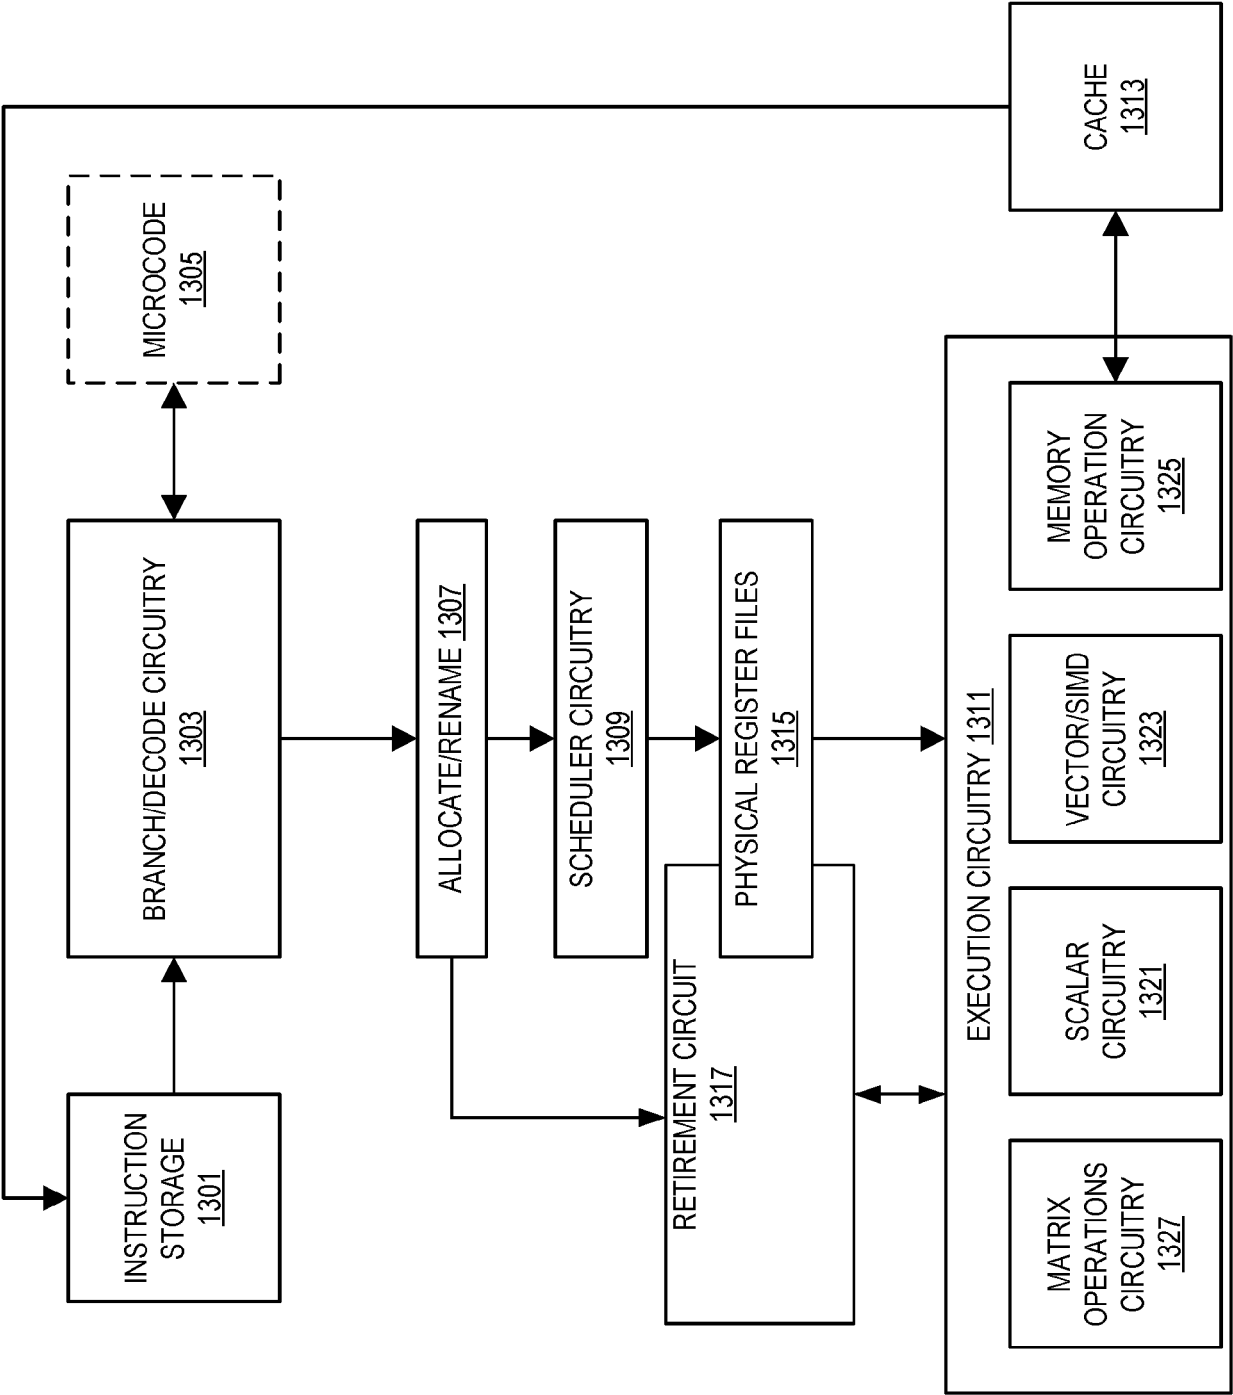 INSTRUCTION
STORAGE
1301
BRANCH/DECODE CIRCUITRY
1303
MICROCODE
1305
ALLOCATE/RENAME 1307
SCHEDULER CIRCUITRY
1309
PHYSICAL REGISTER FILES
1315
RETIREMENT CIRCUIT
1317
EXECUTION CIRCUITRY 1311
MATRIX
OPERATIONS
CIRCUITRY
1327
SCALAR
CIRCUITRY
1321
VECTOR/SIMD
CIRCUITRY
1323
MEMORY
OPERATION
CIRCUITRY
1325
CACHE
1313